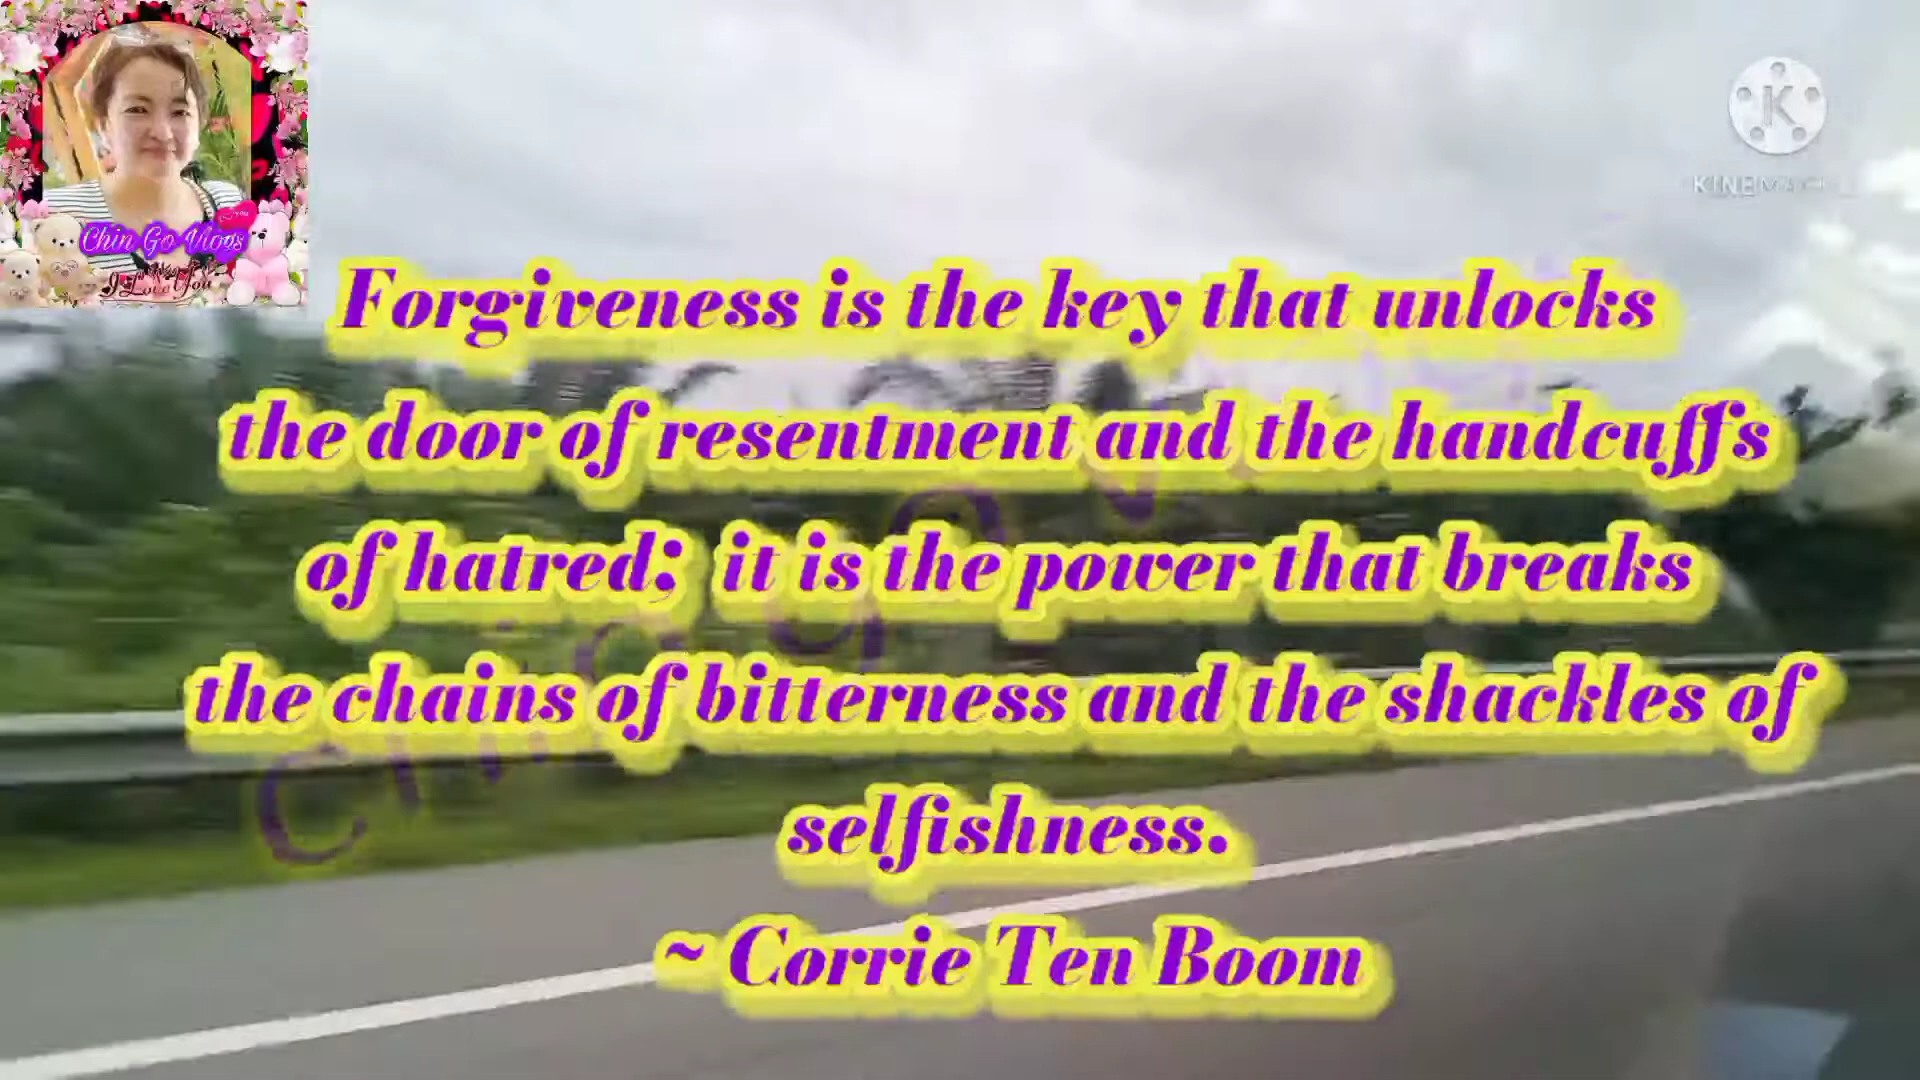 Chin Go Vlogs
I Love You
KINEMASTER
Forgiveness is the key that unlocks
the door of resentment and the handcuffs
of hatred;  it is the power that breaks
the chains of bitterness and the shackles of
selfishness.
~ Corrie Ten Boom